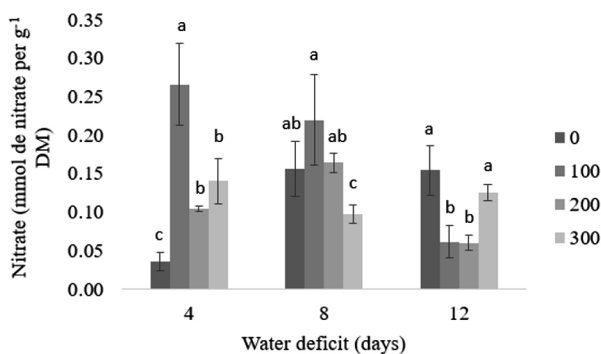 Nitrate (mmol de nitrate per g-1
DM)
0.35
0.30
0.25
0.20
0.15
0.10
0.05
0.00
c
a
b
b
ab
a
ab
c
a
b
b
a
4
8
12
Water deficit (days)
0
100
200
300